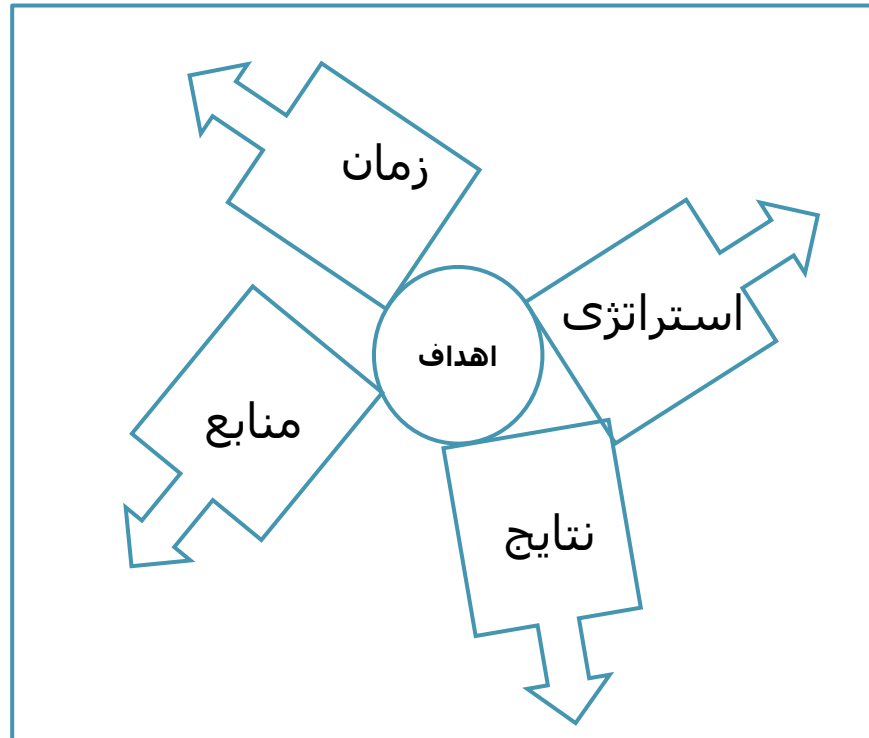 زمان
استراتژی
اهداف
منابع
نتایج